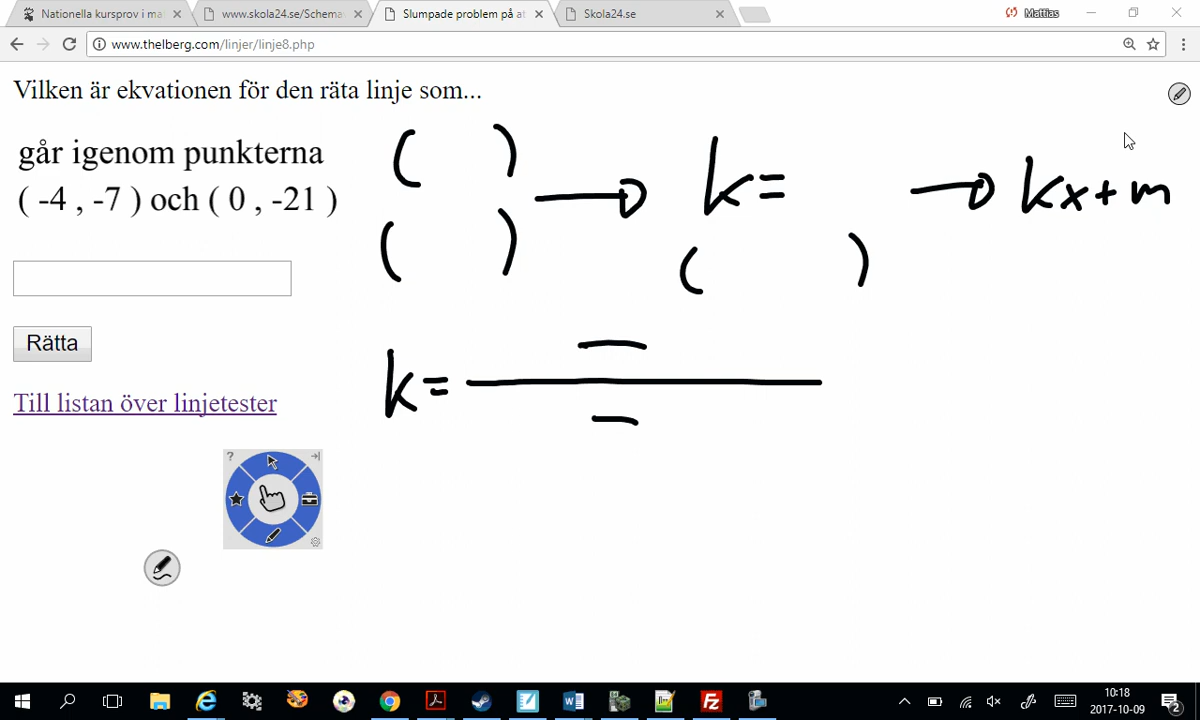 Nationella kursprov i ma
www.skola24.se/Schema
Slumpade problem på at
Skola24.se
Mattias
www.thelberg.com/linjer/linje8.php
Vilken är ekvationen för den räta linje som...
går igenom punkterna
( -4 , -7 ) och ( 0 , -21 )
( )
( )
k=
( )
kx+m
k= — / —
Rätta
Till listan över linjetester
?
10:18
2017-10-09
2